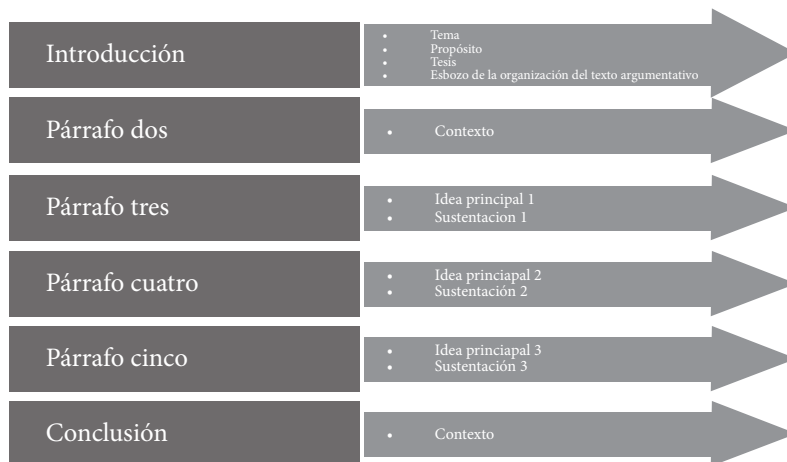 Introducción
• Tema
• Propósito
• Tesis
• Esbozo de la organización del texto argumentativo
Párrafo dos
• Contexto
Párrafo tres
• Idea principal 1
• Sustentacion 1
Párrafo cuatro
• Idea princiapal 2
• Sustentación 2
Párrafo cinco
• Idea princiapal 3
• Sustentación 3
Conclusión
• Contexto